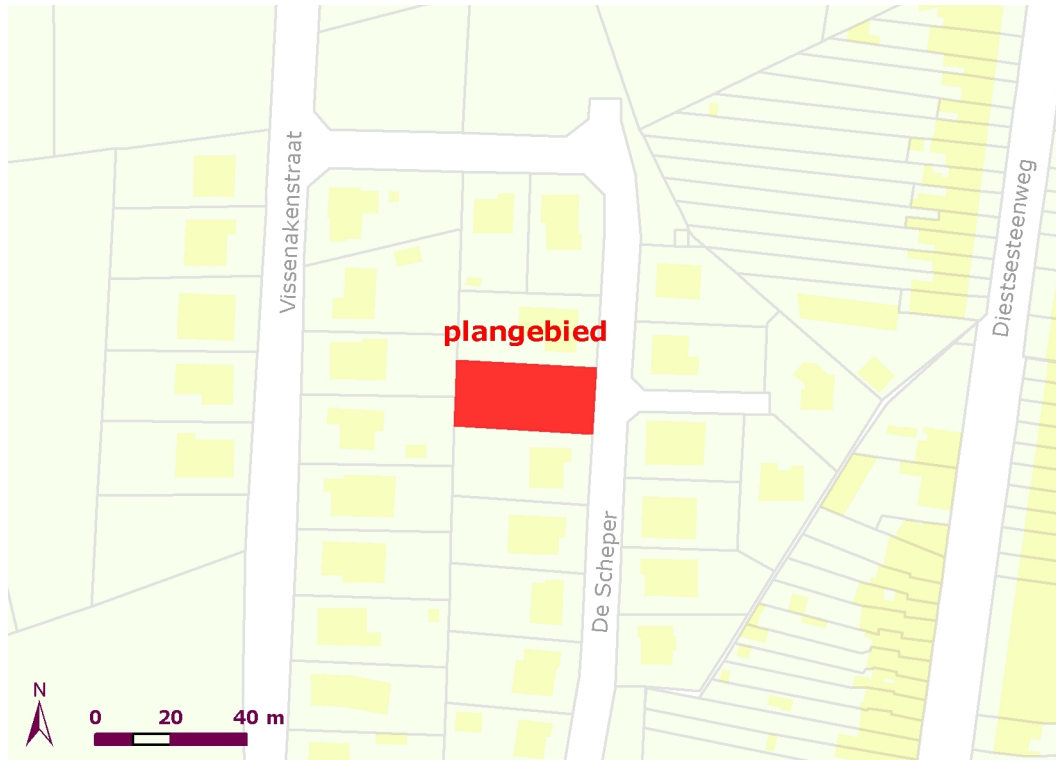 Vissenakenstraat
Diestsesteenweg
plangebied
De Scheper
N
0 20 40 m